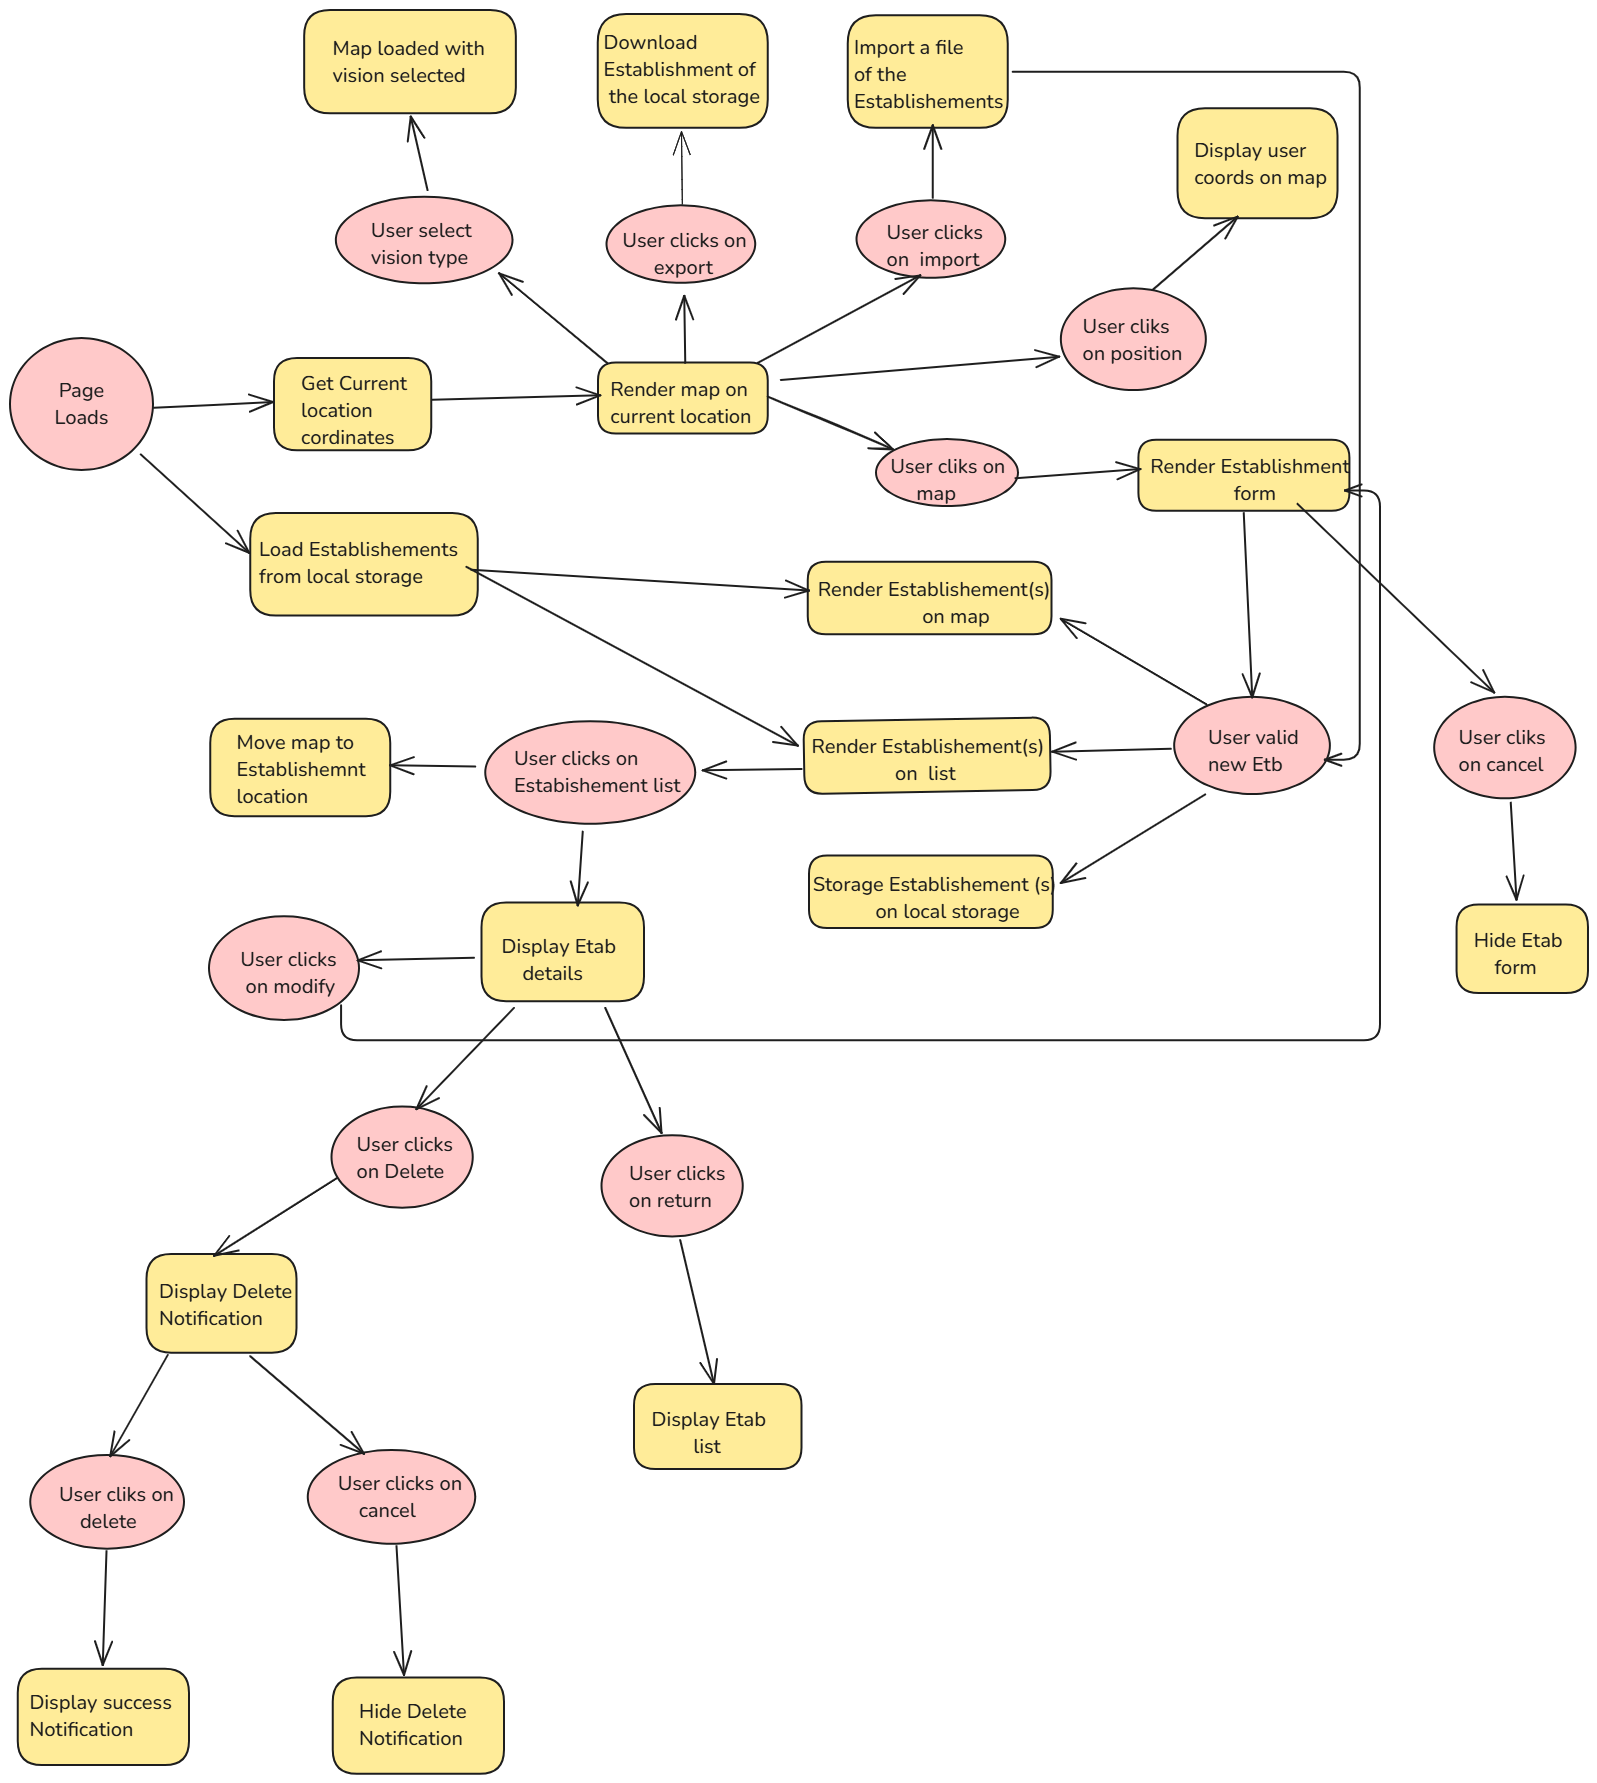 Map loaded with
vision selected
Download
Establishment of
the local storage
Import a file
of the
Establishements
Display user
coords on map
User select
vision type
User clicks on
export
User clicks
on  import
User cliks
on position
Page
Loads
Get Current
location
cordinates
Render map on
current location
User cliks on
map
Render Establishment
form
Load Establishements
from local storage
Render Establishement(s)
on map
Move map to
Establishemnt
location
User clicks on
Estabishement list
Render Establishement(s)
on  list
User valid
new Etb
User cliks
on cancel
Storage Establishement (s)
on local storage
User clicks
on modify
Display Etab
details
Hide Etab
form
User clicks
on Delete
User clicks
on return
Display Delete
Notification
Display Etab
list
User cliks on
delete
User clicks on
cancel
Display success
Notification
Hide Delete
Notification